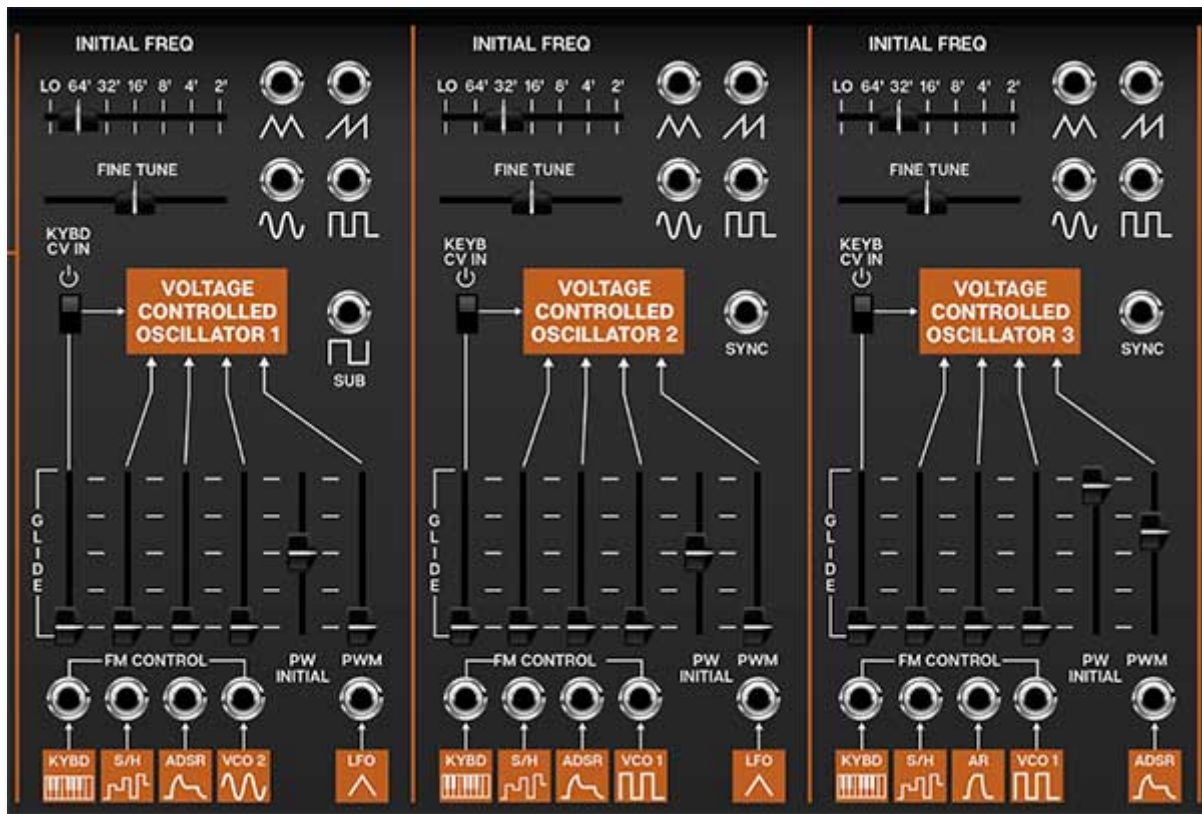 INITIAL FREQ
LO 64' 32' 16' 8' 4' 2'
FINE TUNE
KYBD
CV IN
VOLTAGE
CONTROLLED
OSCILLATOR 1
SUB
GLIDE
FM CONTROL
PW
INITIAL
PWM
KYBD
S/H
ADSR
VCO 2
LFO
INITIAL FREQ
LO 64' 32' 16' 8' 4' 2'
FINE TUNE
KEYB
CV IN
VOLTAGE
CONTROLLED
OSCILLATOR 2
SYNC
GLIDE
FM CONTROL
PW
INITIAL
PWM
KYBD
S/H
ADSR
VCO 1
LFO
INITIAL FREQ
LO 64' 32' 16' 8' 4' 2'
FINE TUNE
KEYB
CV IN
VOLTAGE
CONTROLLED
OSCILLATOR 3
SYNC
GLIDE
FM CONTROL
PW
INITIAL
PWM
KYBD
S/H
AR
VCO 1
ADSR